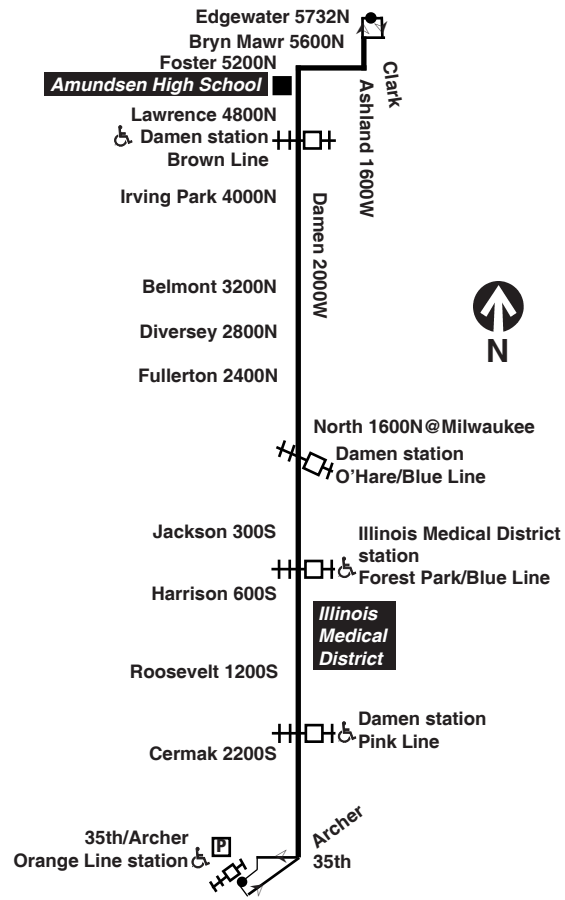 Edgewater 5732N
Bryn Mawr 5600N
Foster 5200N
Amundsen High School
Clark
Ashland 1600W
Lawrence 4800N
Damen station
Brown Line
Irving Park 4000N
Damen 2000W
Belmont 3200N
Diversey 2800N
N
Fullerton 2400N
North 1600N@Milwaukee
Damen station
O'Hare/Blue Line
Jackson 300S
Illinois Medical District
station
Forest Park/Blue Line
Harrison 600S
Illinois
Medical
District
Roosevelt 1200S
Damen station
Pink Line
Cermak 2200S
Archer
35th
35th/Archer
P
Orange Line station